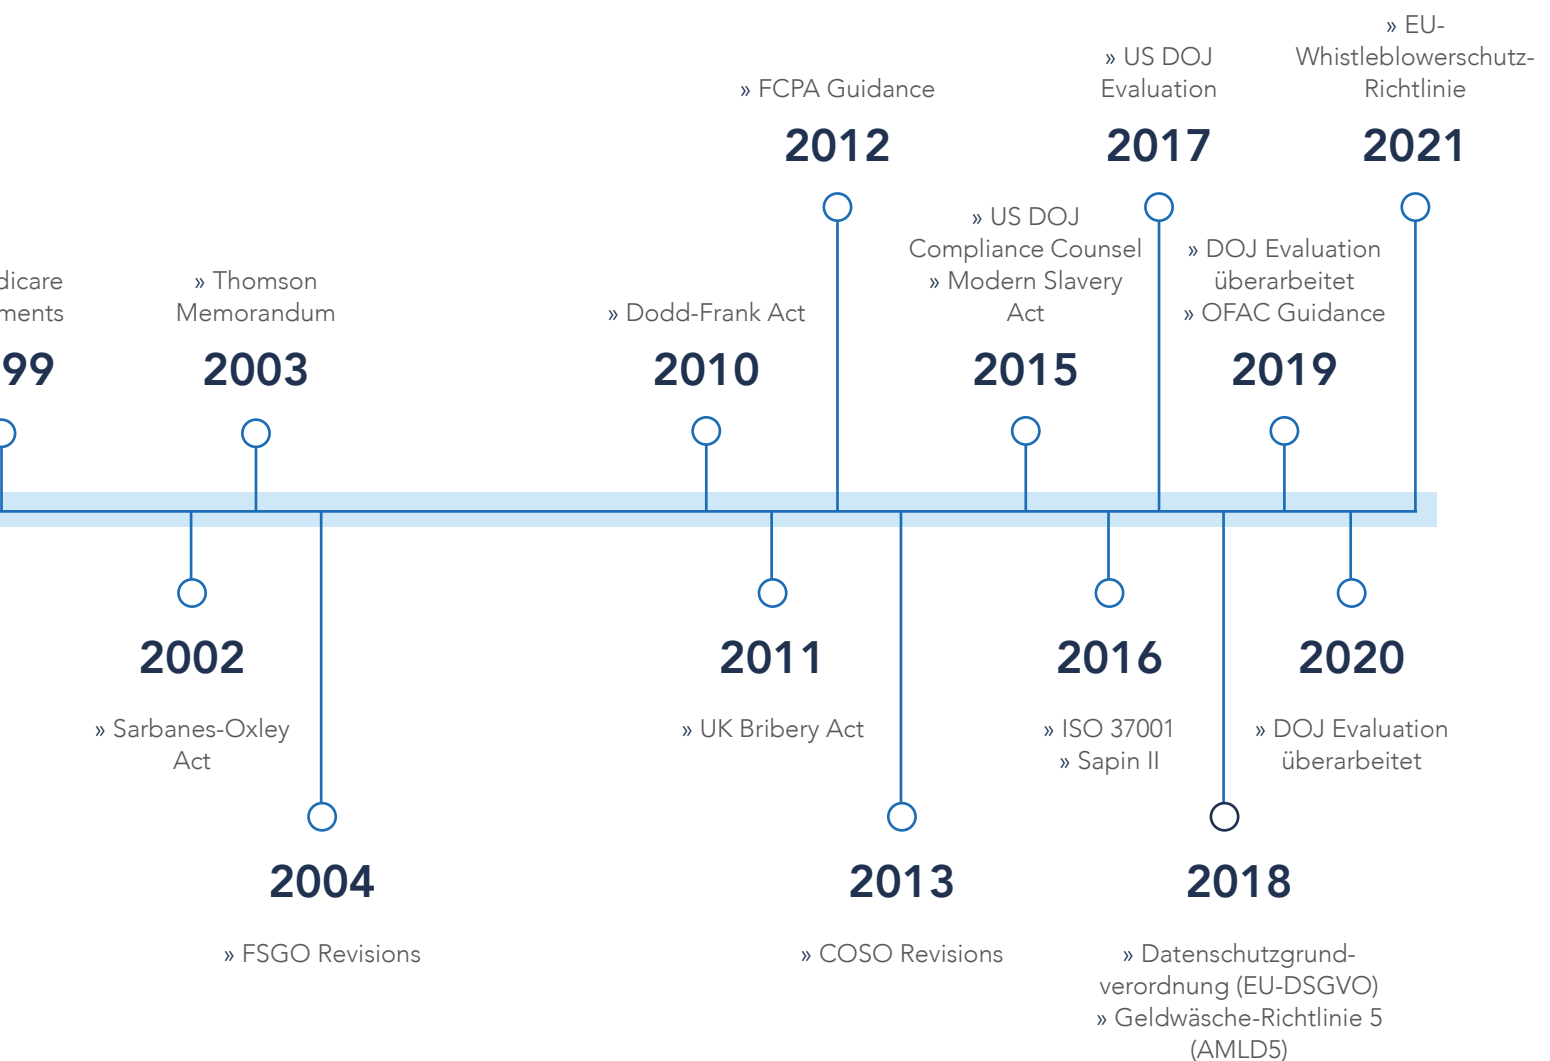 » EU-
Whistleblowerschutz-
Richtlinie
2021
» US DOJ
Evaluation
2017
» FCPA Guidance
2012
» US DOJ
Compliance Counsel
» Modern Slavery
Act
2015
» DOJ Evaluation
überarbeitet
» OFAC Guidance
2019
dicare
ments
99
» Thomson
Memorandum
2003
» Dodd-Frank Act
2010
2002
» Sarbanes-Oxley
Act
2011
» UK Bribery Act
2016
» ISO 37001
» Sapin II
2020
» DOJ Evaluation
überarbeitet
2004
» FSGO Revisions
2013
» COSO Revisions
2018
» Datenschutzgrund-
verordnung (EU-DSGVO)
» Geldwäsche-Richtlinie 5
(AMLD5)